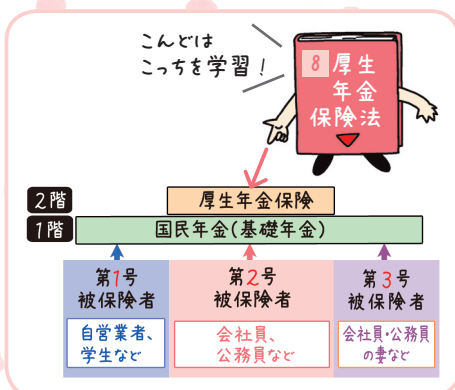 こんどは
こっちを学習！
8 厚生
年金
保険法
2階
厚生年金保険
1階
国民年金(基礎年金)
第1号
被保険者
自営業者、
学生など
第2号
被保険者
会社員、
公務員など
第3号
被保険者
会社員・公務員
の妻など